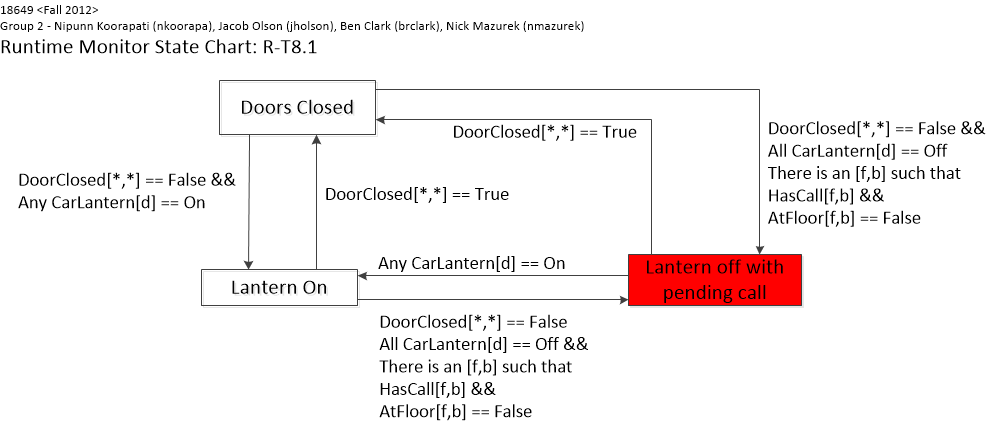 18649 <Fall 2012>
Group 2 - Nipunn Koorapati (nkoorapa), Jacob Olson (jholson), Ben Clark (brclark), Nick Mazurek (nmazurek)
Runtime Monitor State Chart: R-T8.1
Doors Closed
DoorClosed[*,*] == True
DoorClosed[*,*] == False &&
All CarLantern[d] == Off
There is an [f,b] such that
HasCall[f,b] &&
AtFloor[f,b] == False
DoorClosed[*,*] == False &&
Any CarLantern[d] == On
DoorClosed[*,*] == True
Any CarLantern[d] == On
Lantern off with
pending call
Lantern On
DoorClosed[*,*] == False
All CarLantern[d] == Off &&
There is an [f,b] such that
HasCall[f,b] &&
AtFloor[f,b] == False